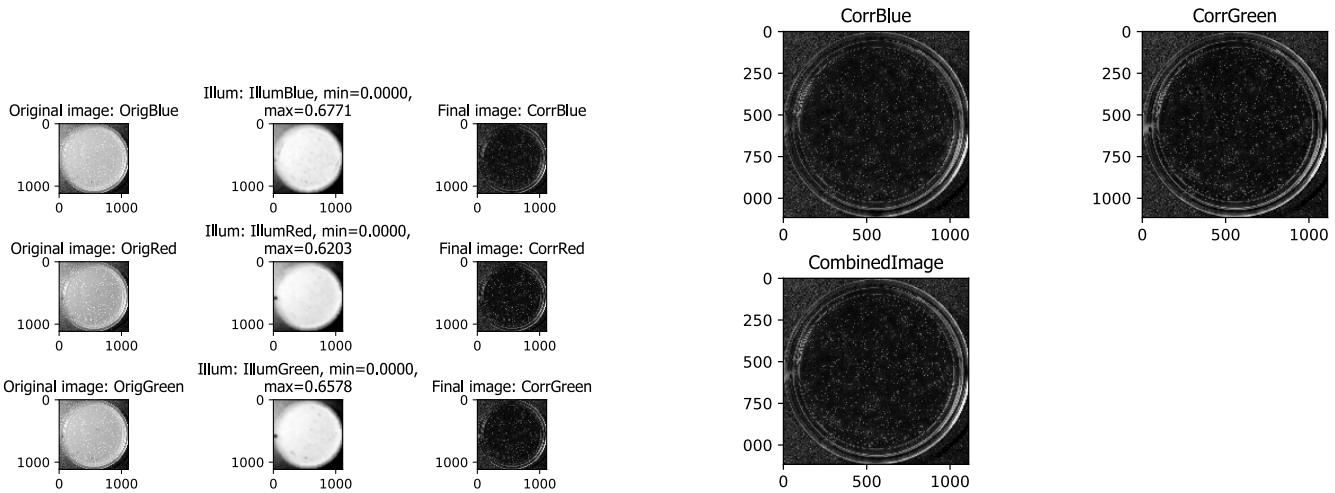 Original image: OrigBlue
0
1000
0 1000
Illum: IllumBlue, min=0.0000,
max=0.6771
0
1000
0 1000
Final image: CorrBlue
0
1000
0 1000
Original image: OrigRed
0
1000
0 1000
Illum: IllumRed, min=0.0000,
max=0.6203
0
1000
0 1000
Final image: CorrRed
0
1000
0 1000
Original image: OrigGreen
0
1000
0 1000
Illum: IllumGreen, min=0.0000,
max=0.6578
0
1000
0 1000
Final image: CorrGreen
0
1000
0 1000
CorrBlue
0
250
500
750
000
0 500 1000
CorrGreen
0
250
500
750
1000
0 500 1000
CombinedImage
0
250
500
750
000
0 500 1000